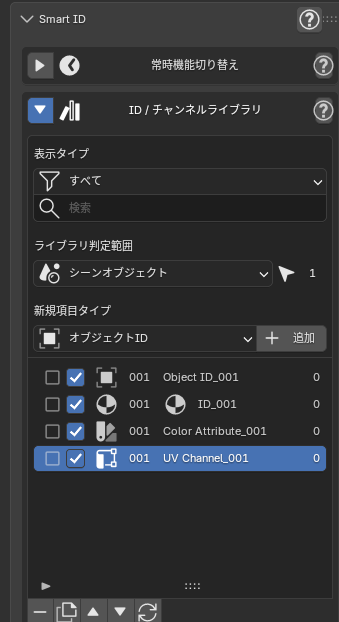 Smart ID
常時機能切り替え
ID / チャンネルライブラリ
表示タイプ
すべて
検索
ライブラリ判定範囲
シーンオブジェクト 1
新規項目タイプ
オブジェクトID 追加
001 Object ID_001 0
001 ID_001 0
001 Color Attribute_001 0
001 UV Channel_001 0